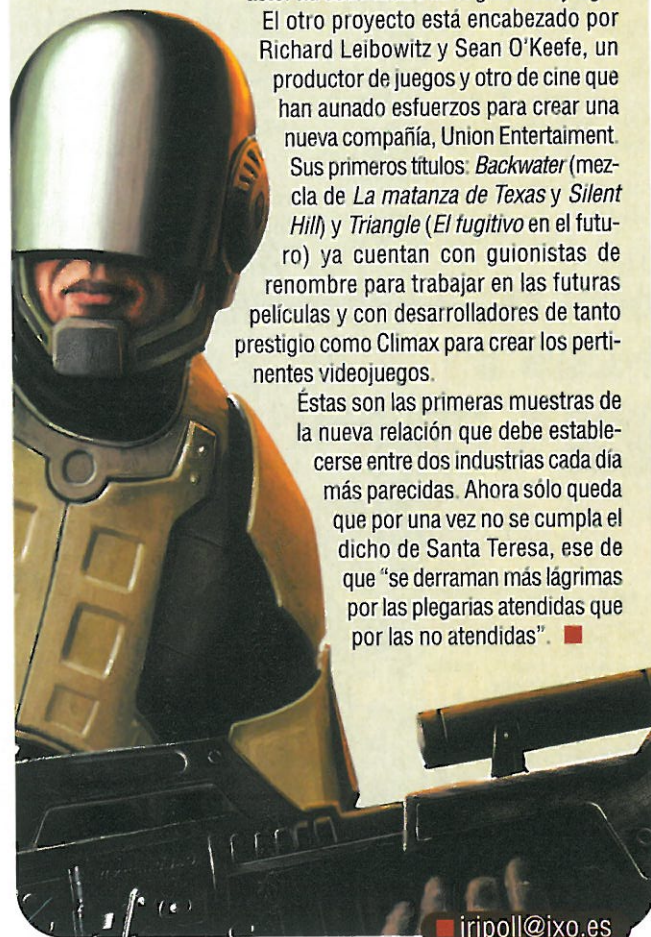 El otro proyecto está encabezado por
Richard Leibowitz y Sean O'Keefe, un
productor de juegos y otro de cine que
han aunado esfuerzos para crear una
nueva compañía, Union Entertaiment.
Sus primeros títulos: Backwater (mez-
cla de La matanza de Texas y Silent
Hill) y Triangle (El fugitivo en el futu-
ro) ya cuentan con guionistas de
renombre para trabajar en las futuras
películas y con desarrolladores de tanto
prestigio como Climax para crear los perti-
nentes videojuegos.
Éstas son las primeras muestras de
la nueva relación que debe estable-
cerse entre dos industrias cada día
más parecidas. Ahora sólo queda
que por una vez no se cumpla el
dicho de Santa Teresa, ese de
que “se derraman más lágrimas
por las plegarias atendidas que
por las no atendidas”.
jripoll@ixo.es